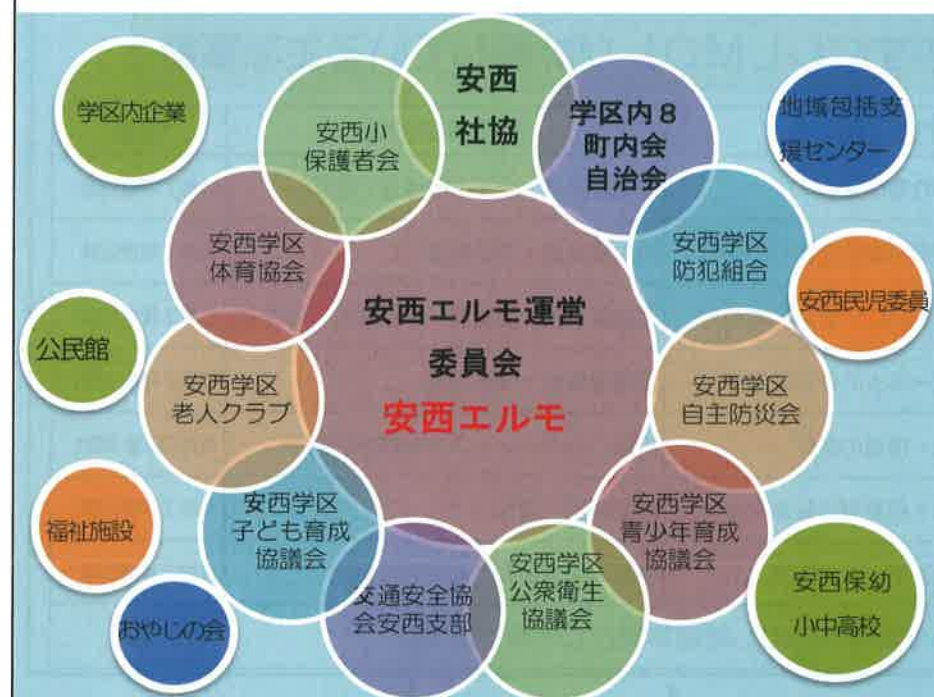 安西
社協
学区内8
町内会
自治会
安西学区
防犯組合
安西学区
自主防災会
安西学区
青少年育成
協議会
安西学区
公衆衛生
協議会
交通安全協
会安西支部
安西学区
子ども育成
協議会
安西学区
老人クラブ
安西学区
体育協会
安西小
保護者会
安西エルモ運営
委員会
安西エルモ
学区内企業
地域包括支
援センター
安西民児委員
公民館
福祉施設
おやじの会
安西保幼
小中高校